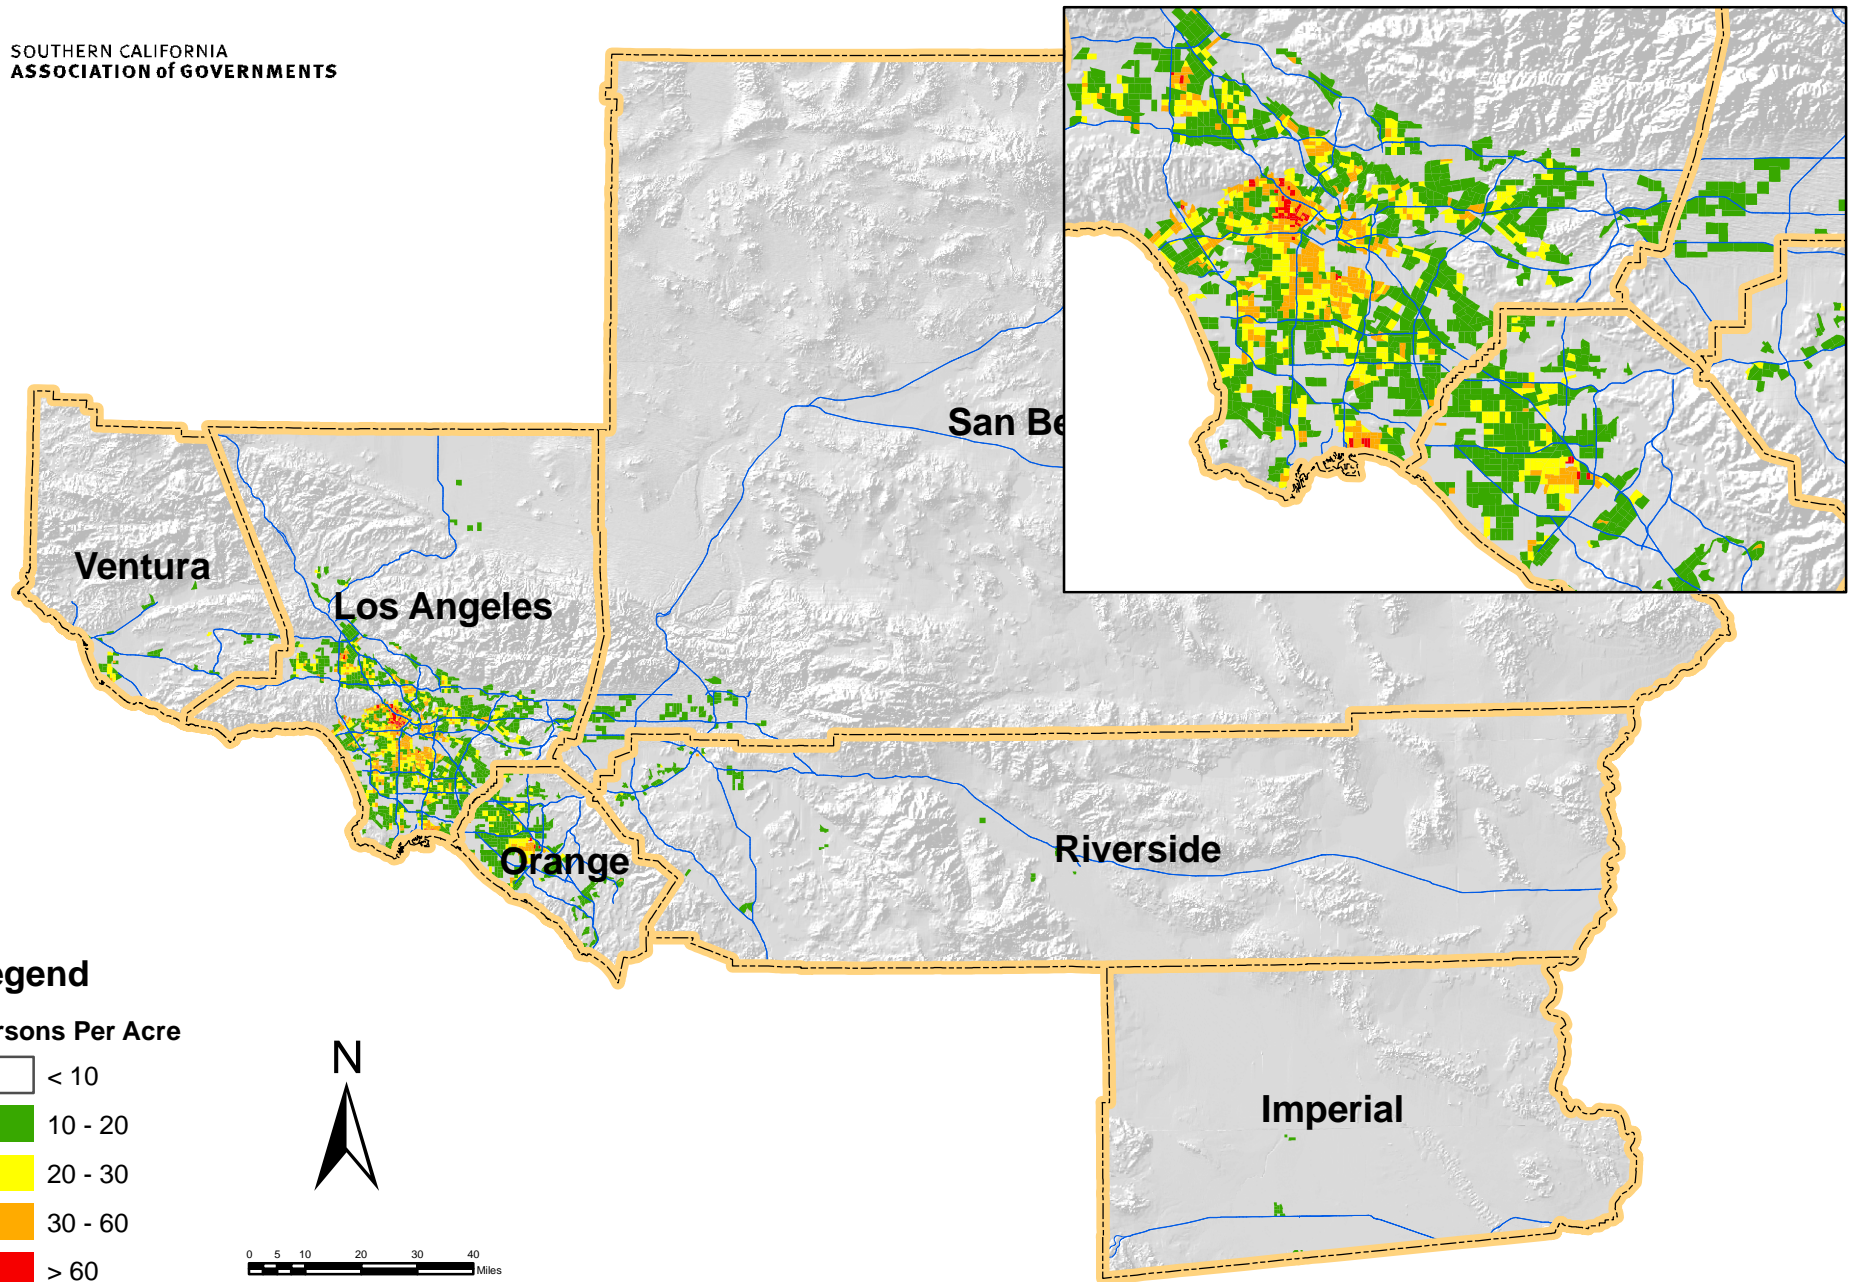 SOUTHERN CALIFORNIA
ASSOCIATION of GOVERNMENTS
San Be
Ventura
Los Angeles
Orange
Riverside
Imperial
egend
rsons Per Acre
< 10
10 - 20
20 - 30
30 - 60
> 60
N
0 5 10 20 30 40
Miles